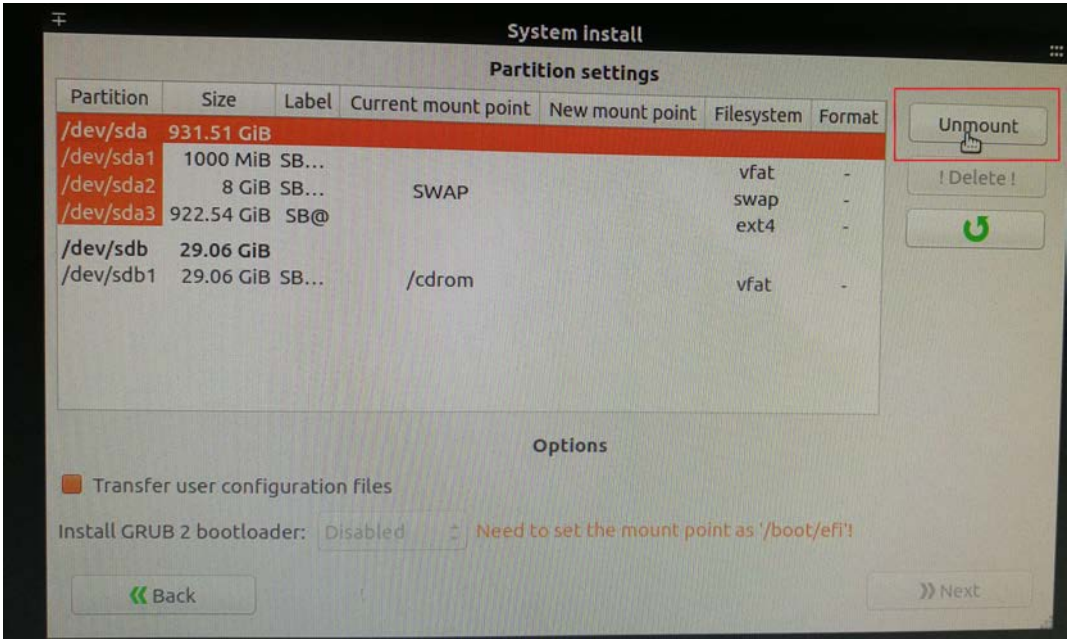 System install
Partition settings
Partition Size Label Current mount point New mount point Filesystem Format
/dev/sda 931.51 GiB
/dev/sda1 1000 MiB SB... vfat -
/dev/sda2 8 GiB SB... SWAP swap -
/dev/sda3 922.54 GiB SB@ ext4 -
/dev/sdb 29.06 GiB
/dev/sdb1 29.06 GiB SB... /cdrom vfat -
Unmount
! Delete !
Options
Transfer user configuration files
Install GRUB 2 bootloader: Disabled Need to set the mount point as '/boot/efi'!
Back
Next